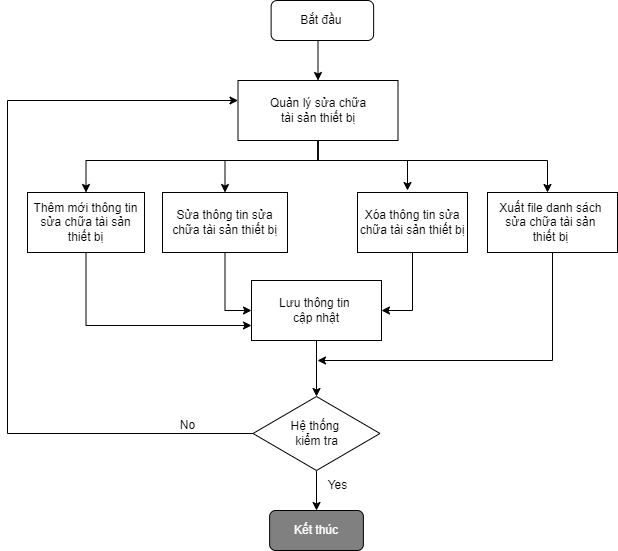 Bắt đầu
Quản lý sửa chữa
tài sản thiết bị
Thêm mới thông tin
sửa chữa tài sản
thiết bị
Sửa thông tin sửa
chữa tài sản thiết bị
Xóa thông tin sửa
chữa tài sản thiết bị
Xuất file danh sách
sửa chữa tài sản
thiết bị
Lưu thông tin
cập nhật
Hệ thống
kiểm tra
No
Yes
Kết thúc